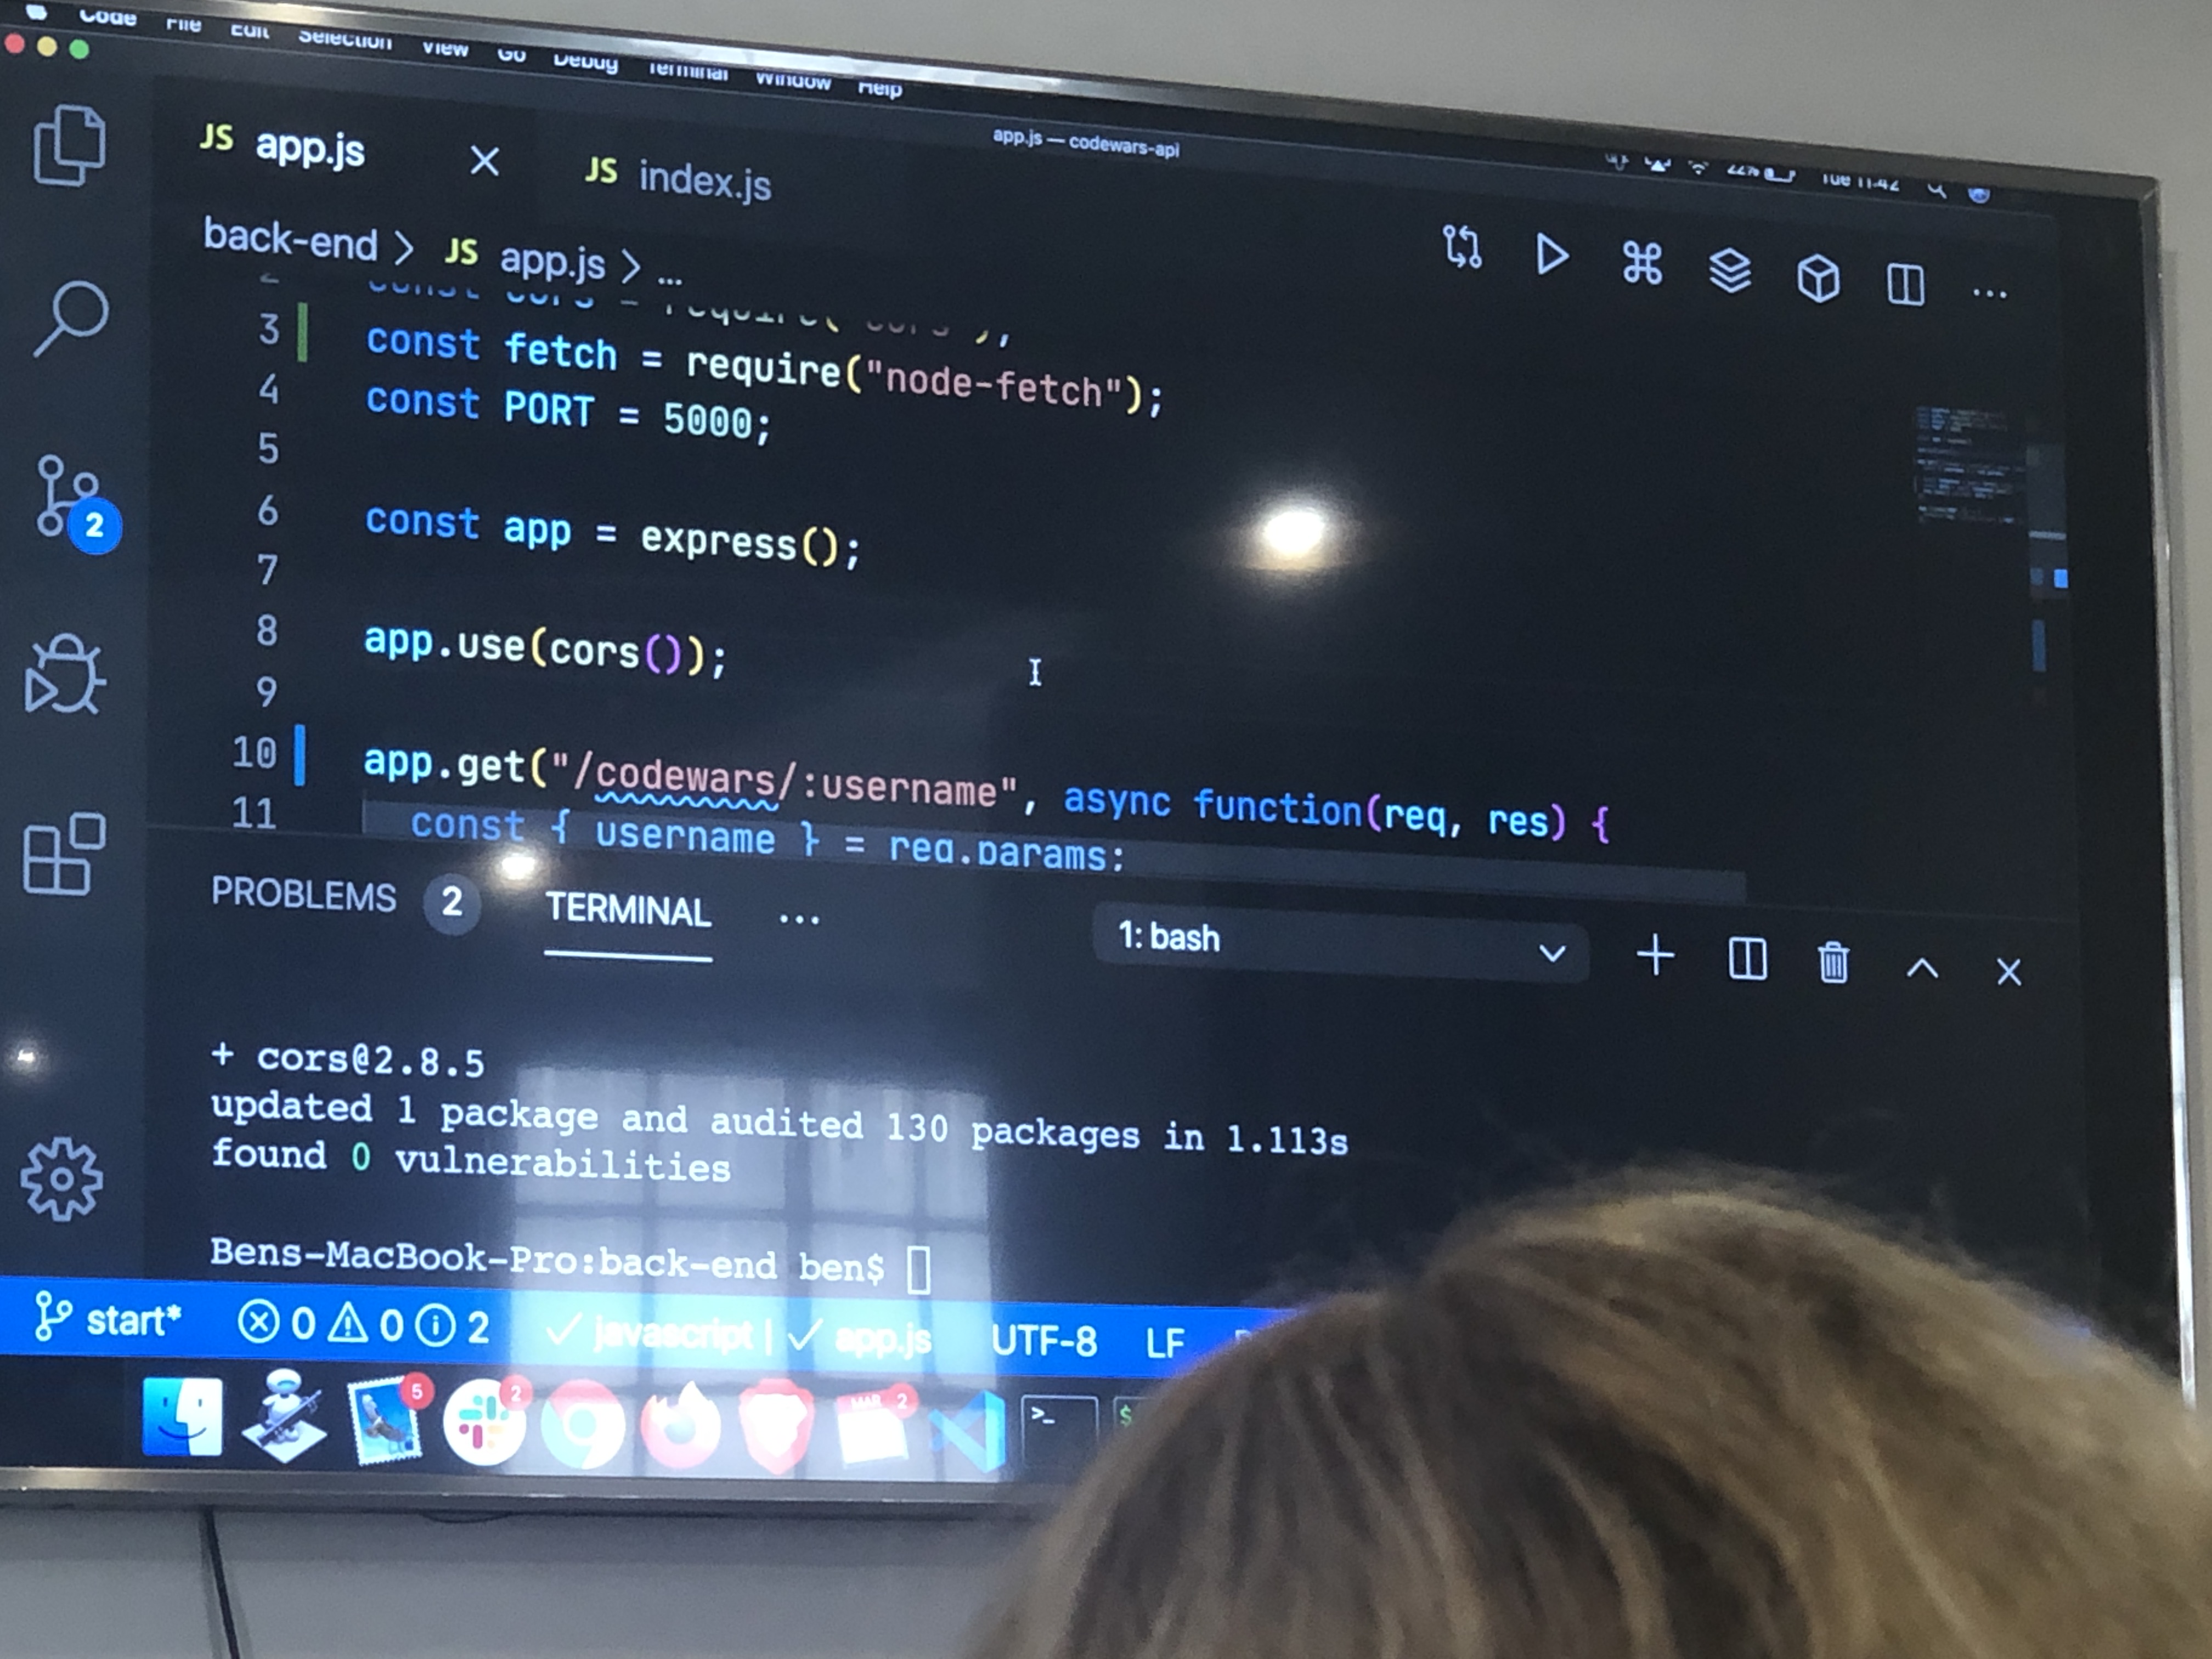 Code File Edit Selection View Go Debug Terminal Window Help
app.js — codewars-api
22% Tue 11:42
JS app.js
JS index.js
back-end > JS app.js > ...
2 const cors = require("cors");
3 const fetch = require("node-fetch");
4 const PORT = 5000;
5
6 const app = express();
7
8 app.use(cors());
9
10 app.get("/codewars/:username", async function(req, res) {
11 const { username } = req.params;
2
PROBLEMS 2 TERMINAL ... 1: bash
+ cors@2.8.5
updated 1 package and audited 130 packages in 1.113s
found 0 vulnerabilities
Bens-MacBook-Pro:back-end ben$
start* 0 0 2 javascript | app.js UTF-8 LF
5 2 MAR 2 >_ $